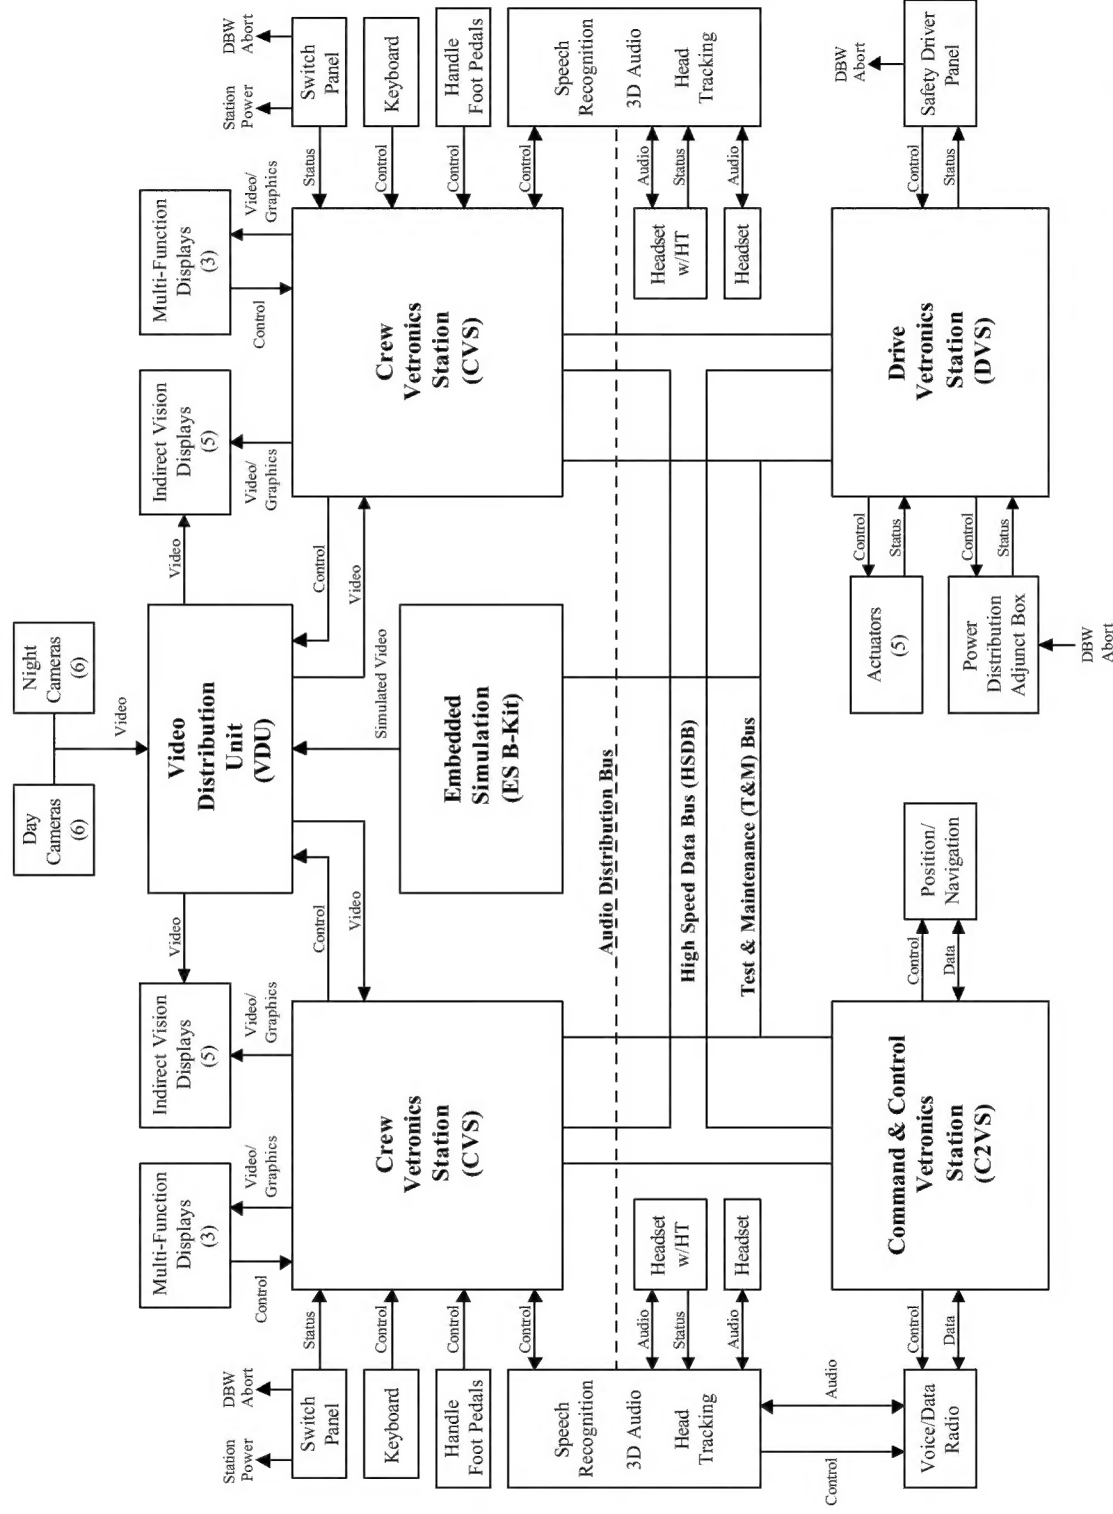 Day
Cameras
(6)
Night
Cameras
(6)
Video
Multi-Function
Displays
(3)
Indirect Vision
Displays
(5)
Video
Video
Distribution
Unit
(VDU)
Video
Indirect Vision
Displays
(5)
Multi-Function
Displays
(3)
Station
Power
DBW
Abort
Control
Video/
Graphics
Video/
Graphics
Video/
Graphics
Control
Video/
Graphics
Station
Power
DBW
Abort
Switch
Panel
Status
Control
Video
Simulated Video
Control
Video
Status
Switch
Panel
Keyboard
Control
Crew
Vetronics
Station
(CVS)
Embedded
Simulation
(ES B-Kit)
Crew
Vetronics
Station
(CVS)
Control
Keyboard
Handle
Foot Pedals
Control
Control
Handle
Foot Pedals
Speech
Recognition
3D Audio
Head
Tracking
Control
Control
Speech
Recognition
3D Audio
Head
Tracking
Audio Distribution Bus
Audio
Status
Headset
w/HT
Headset
w/HT
Audio
Status
Audio
Headset
High Speed Data Bus (HSDB)
Headset
Audio
Test & Maintenance (T&M) Bus
Control
Audio
DBW
Abort
Command & Control
Vetronics
Station
(C2VS)
Drive
Vetronics
Station
(DVS)
Voice/Data
Radio
Control
Data
Control
Data
Position/
Navigation
Actuators
(5)
Control
Status
Control
Status
Safety Driver
Panel
Power
Distribution
Adjunct Box
Control
Status
DBW
Abort